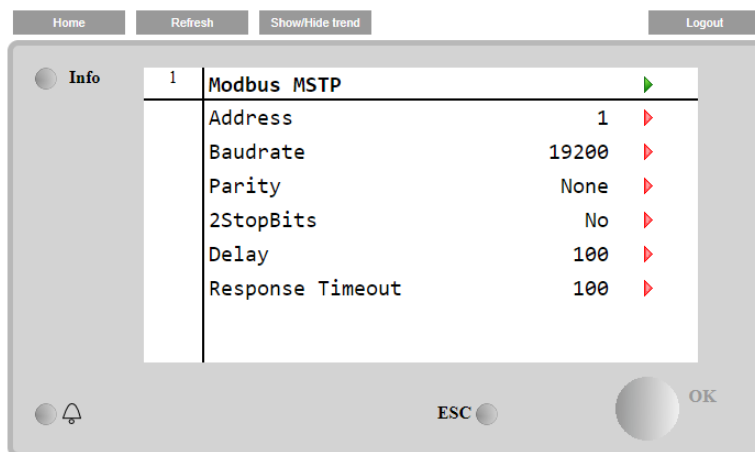 Home Refresh Show/Hide trend Logout
Info 1 Modbus MSTP
Address 1
Baudrate 19200
Parity None
2StopBits No
Delay 100
Response Timeout 100
ESC OK